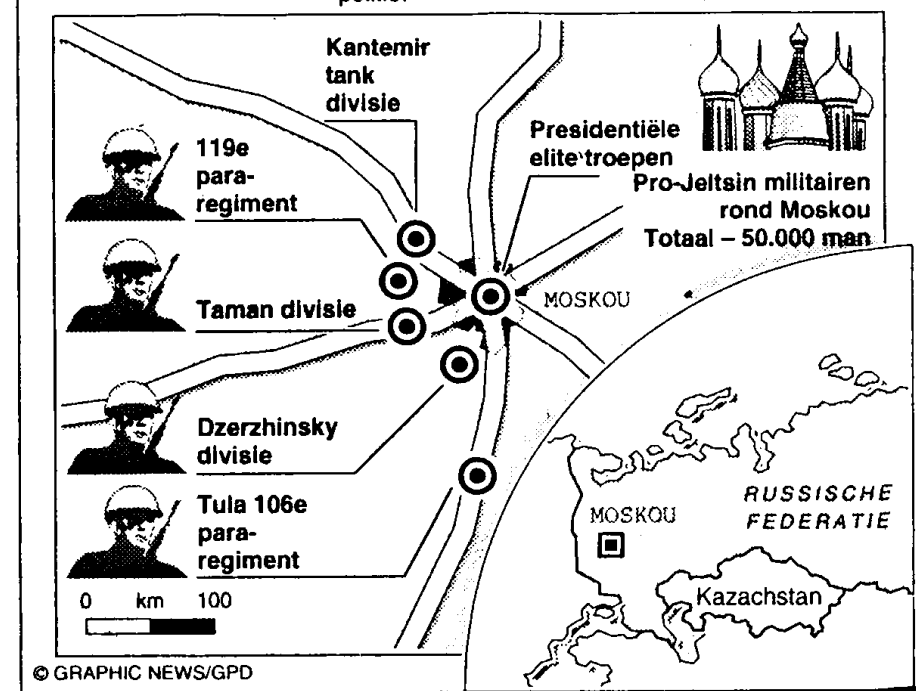 Kantemir
tank
divisie
119e
para-
regiment
Presidentiële
elite troepen
Pro-Jeltsin militairen
rond Moskou
Totaal – 50.000 man
Taman divisie
MOSKOU
Dzerzhinsky
divisie
Tula 106e
para-
regiment
0 km 100
RUSSISCHE
FEDERATIE
MOSKOU
Kazachstan
© GRAPHIC NEWS/GPD